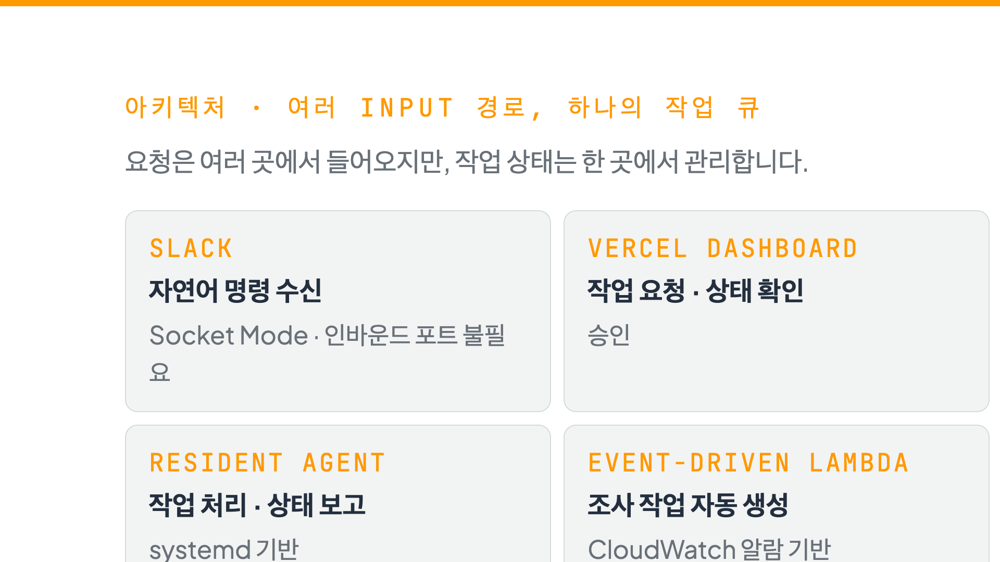 아키텍처 · 여러 INPUT 경로, 하나의 작업 큐
요청은 여러 곳에서 들어오지만, 작업 상태는 한 곳에서 관리합니다.
SLACK
자연어 명령 수신
Socket Mode · 인바운드 포트 불필
요
VERCEL DASHBOARD
작업 요청 · 상태 확인
승인
RESIDENT AGENT
작업 처리 · 상태 보고
systemd 기반
EVENT-DRIVEN LAMBDA
조사 작업 자동 생성
CloudWatch 알람 기반